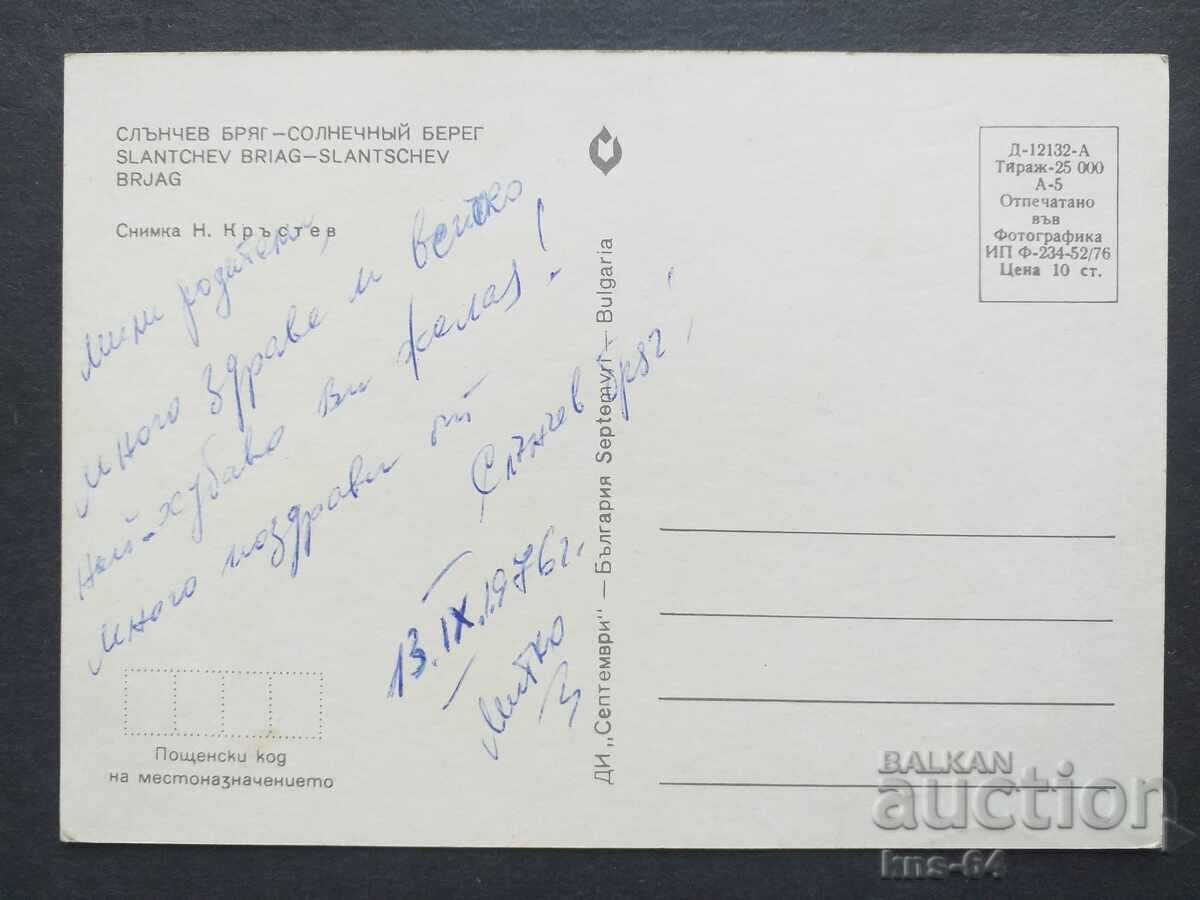 СЛЪНЧЕВ БРЯГ—СОЛНЕЧНЫЙ БЕРЕГ
SLANTCHEV BRIAG—SLANTSCHEV
BRJAG
Снимка Н. Кръстев
Мили родители,
много здраве и всичко
най-хубаво ви желая!
Много поздрави от
Слънчев бряг!
13.IX.1976г.
Митко
Пощенски код
на местоназначението
ДИ „Септември" — България Septemvri — Bulgaria
Д-12132-А
Тираж-25 000
А-5
Отпечатано
във
Фотографика
ИП Ф-234-52/76
Цена 10 ст.
BALKAN
auction
kns-64